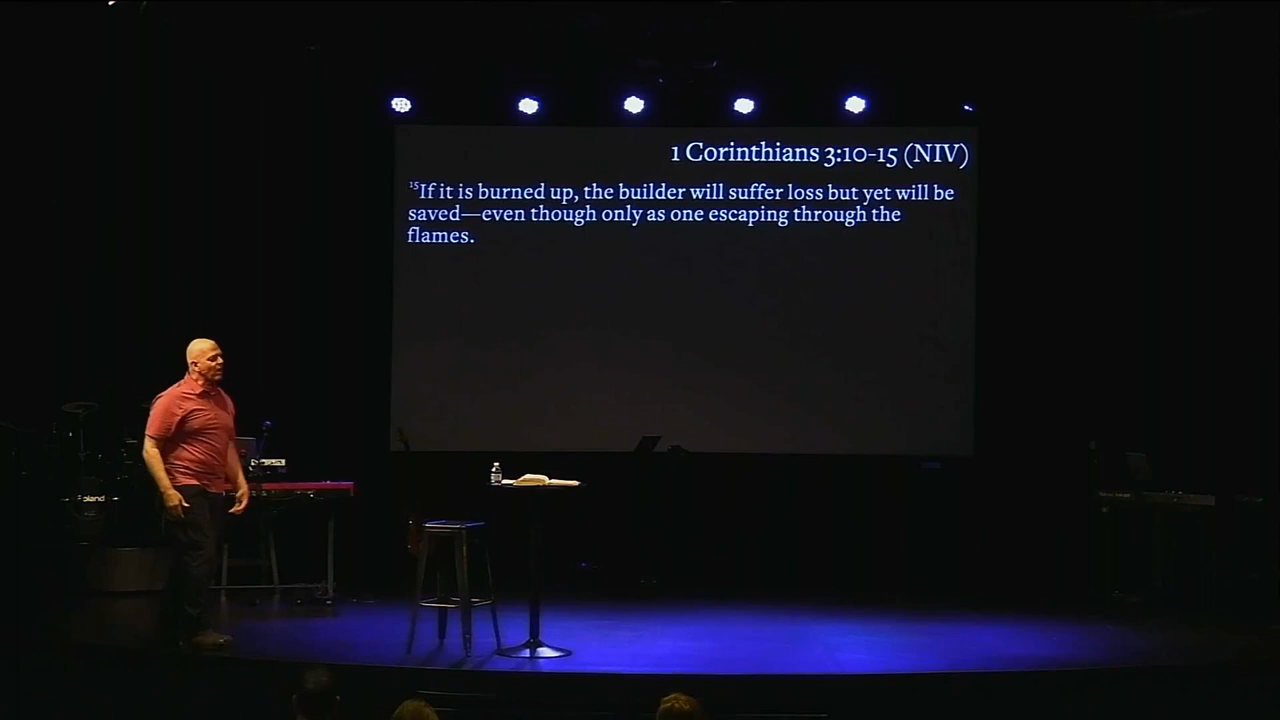 1 Corinthians 3:10-15 (NIV)
15If it is burned up, the builder will suffer loss but yet will be
saved—even though only as one escaping through the
flames.
Roland